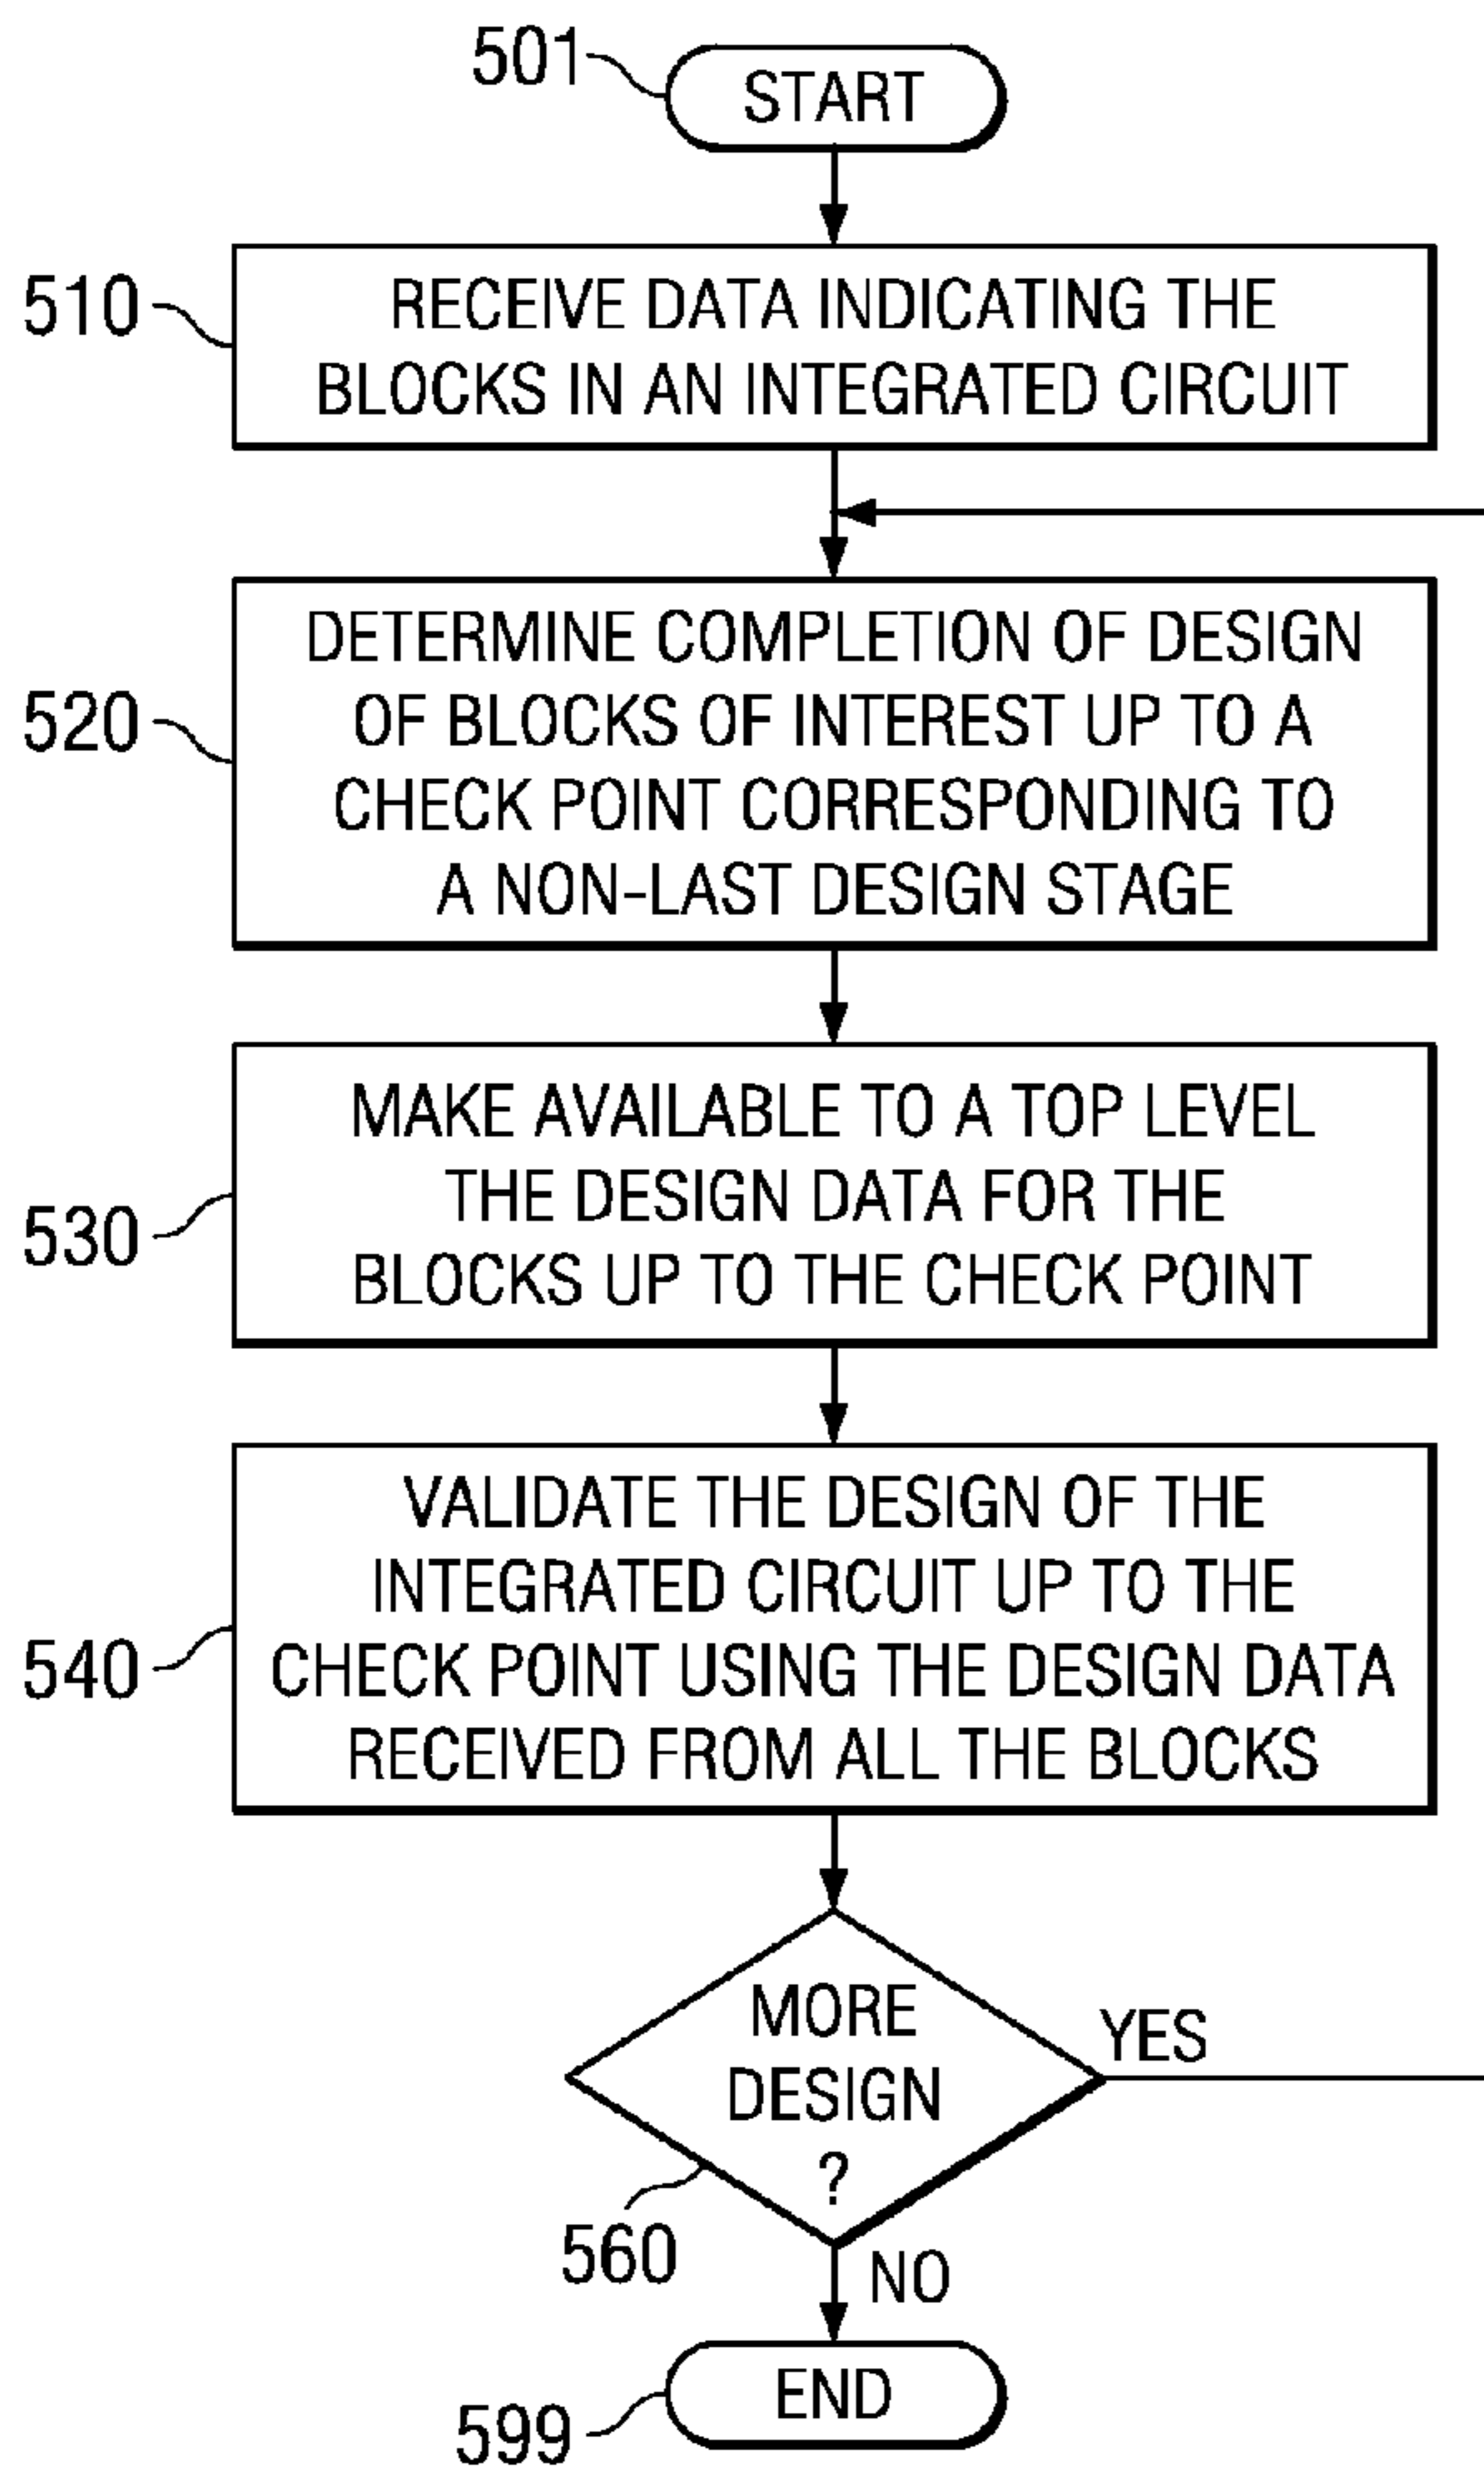 501
START
510
RECEIVE DATA INDICATING THE
BLOCKS IN AN INTEGRATED CIRCUIT
520
DETERMINE COMPLETION OF DESIGN
OF BLOCKS OF INTEREST UP TO A
CHECK POINT CORRESPONDING TO
A NON-LAST DESIGN STAGE
530
MAKE AVAILABLE TO A TOP LEVEL
THE DESIGN DATA FOR THE
BLOCKS UP TO THE CHECK POINT
540
VALIDATE THE DESIGN OF THE
INTEGRATED CIRCUIT UP TO THE
CHECK POINT USING THE DESIGN DATA
RECEIVED FROM ALL THE BLOCKS
MORE
DESIGN
?
YES
560
NO
END
599